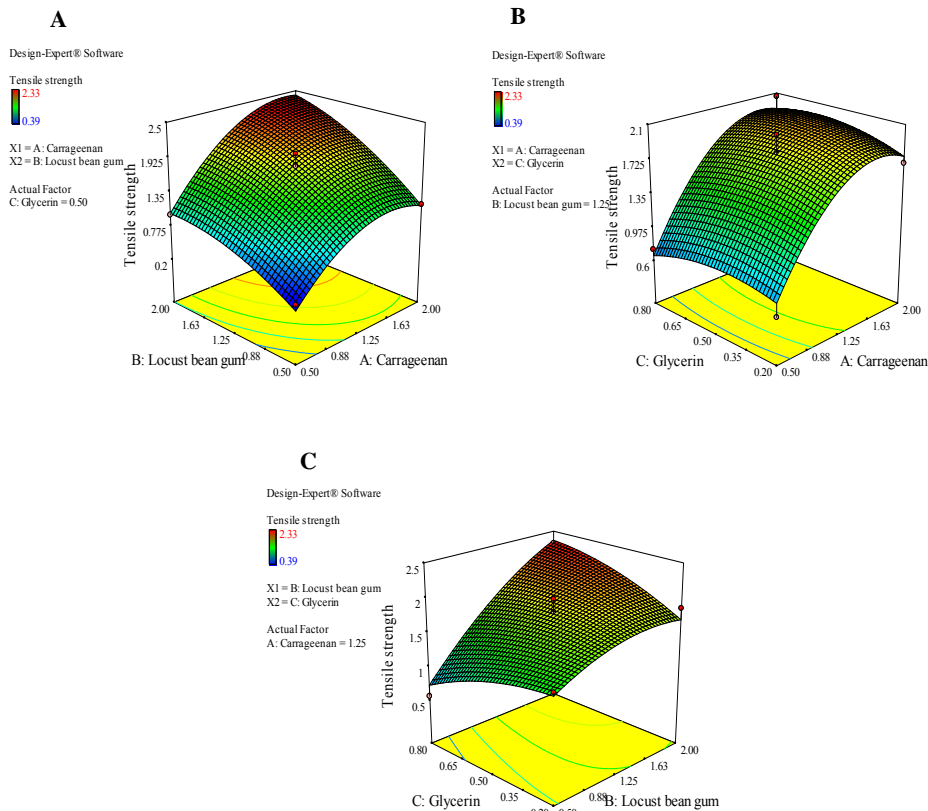 A
Design-Expert® Software
Tensile strength
2.33
0.39
X1 = A: Carrageenan
X2 = B: Locust bean gum
Actual Factor
C: Glycerin = 0.50
2.5
1.925
1.35
0.775
0.2
Tensile strength
2.00
1.63
1.25
0.88
0.50
B: Locust bean gum
0.50
0.88
1.25
1.63
2.00
A: Carrageenan
B
Design-Expert® Software
Tensile strength
2.33
0.39
X1 = A: Carrageenan
X2 = C: Glycerin
Actual Factor
B: Locust bean gum = 1.25
2.1
1.725
1.35
0.975
0.6
Tensile strength
0.80
0.65
0.50
0.35
0.20
C: Glycerin
0.50
0.88
1.25
1.63
2.00
A: Carrageenan
C
Design-Expert® Software
Tensile strength
2.33
0.39
X1 = B: Locust bean gum
X2 = C: Glycerin
Actual Factor
A: Carrageenan = 1.25
2.5
2
1.5
1
0.5
Tensile strength
0.80
0.65
0.50
0.35
C: Glycerin
0.88
1.25
1.63
2.00
B: Locust bean gum